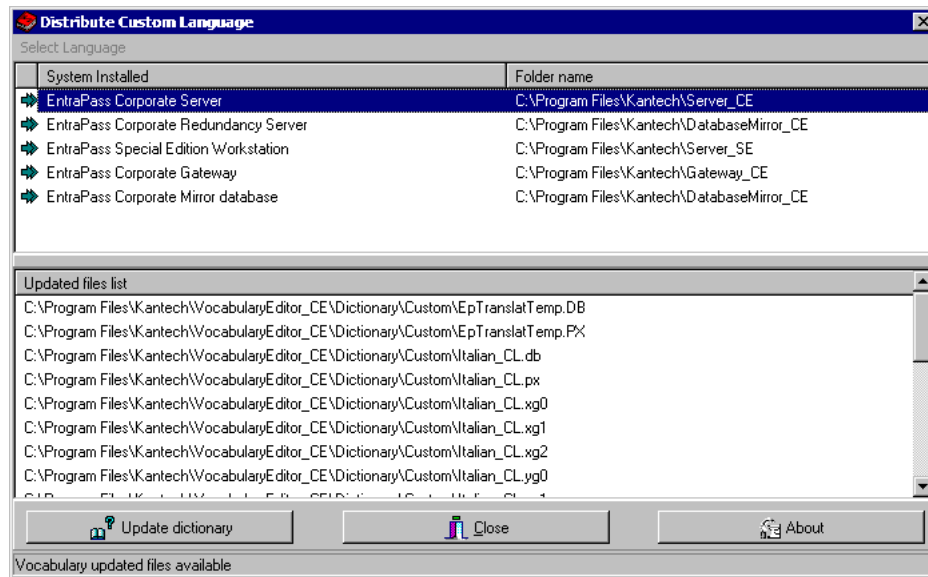 Distribute Custom Language
Select Language
System Installed Folder name
EntraPass Corporate Server C:\Program Files\Kantech\Server_CE
EntraPass Corporate Redundancy Server C:\Program Files\Kantech\DatabaseMirror_CE
EntraPass Special Edition Workstation C:\Program Files\Kantech\Server_SE
EntraPass Corporate Gateway C:\Program Files\Kantech\Gateway_CE
EntraPass Corporate Mirror database C:\Program Files\Kantech\DatabaseMirror_CE
Updated files list
C:\Program Files\Kantech\VocabularyEditor_CE\Dictionary\Custom\EpTranslatTemp.DB
C:\Program Files\Kantech\VocabularyEditor_CE\Dictionary\Custom\EpTranslatTemp.PX
C:\Program Files\Kantech\VocabularyEditor_CE\Dictionary\Custom\Italian_CL.db
C:\Program Files\Kantech\VocabularyEditor_CE\Dictionary\Custom\Italian_CL.px
C:\Program Files\Kantech\VocabularyEditor_CE\Dictionary\Custom\Italian_CL.xg0
C:\Program Files\Kantech\VocabularyEditor_CE\Dictionary\Custom\Italian_CL.xg1
C:\Program Files\Kantech\VocabularyEditor_CE\Dictionary\Custom\Italian_CL.xg2
C:\Program Files\Kantech\VocabularyEditor_CE\Dictionary\Custom\Italian_CL.yg0
Update dictionary Close About
Vocabulary updated files available